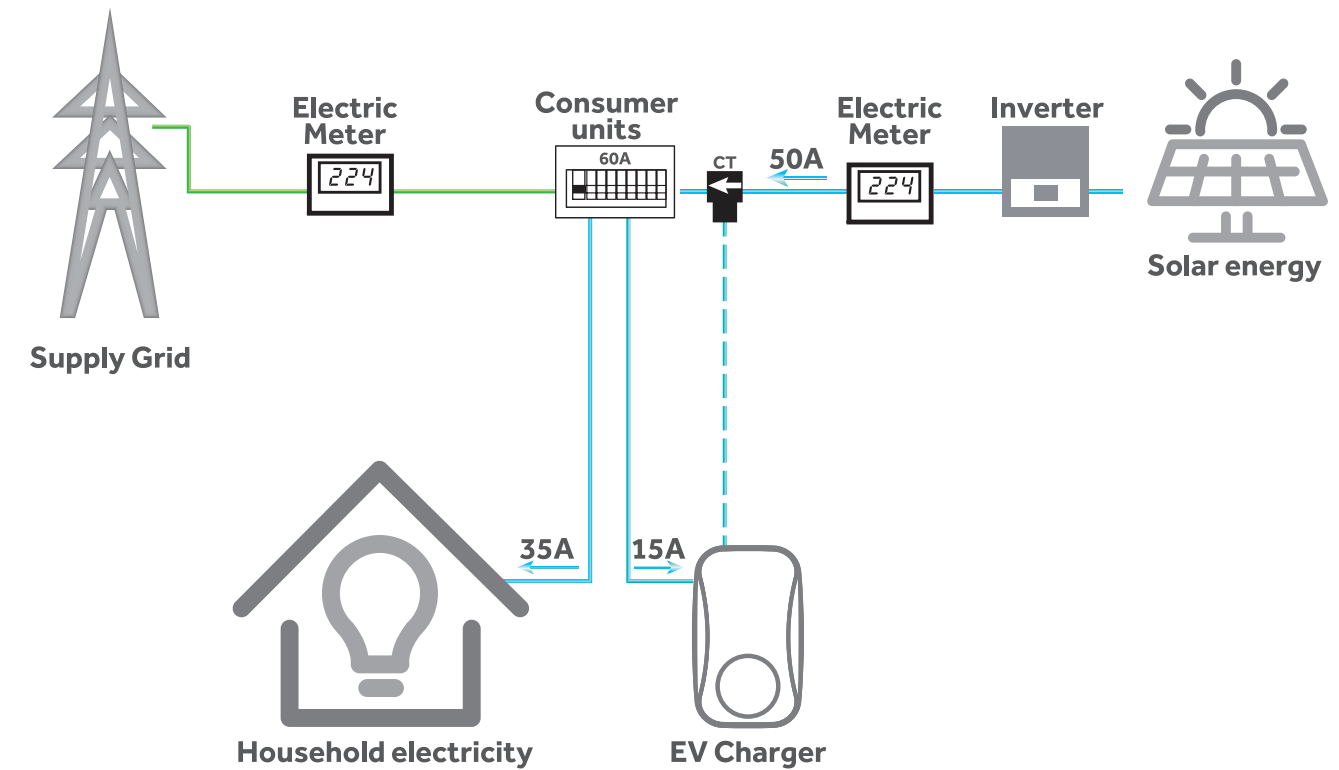 Electric
Meter
224
Consumer
units
60A
CT
50A
Electric
Meter
224
Inverter
Solar energy
Supply Grid
35A
15A
Household electricity
EV Charger